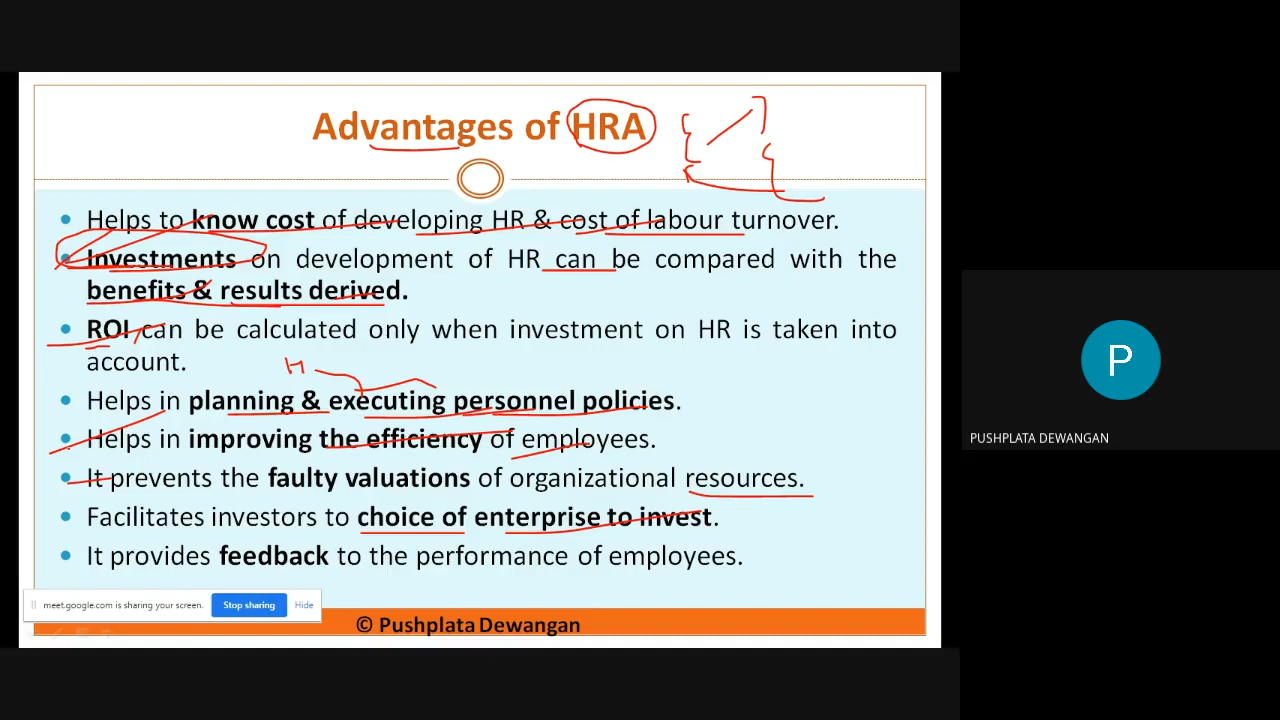 Advantages of HRA
• Helps to know cost of developing HR & cost of labour turnover.
• Investments on development of HR can be compared with the
benefits & results derived.
• ROI can be calculated only when investment on HR is taken into
account.
H
• Helps in planning & executing personnel policies.
• Helps in improving the efficiency of employees.
• It prevents the faulty valuations of organizational resources.
• Facilitates investors to choice of enterprise to invest.
• It provides feedback to the performance of employees.
meet.google.com is sharing your screen. Stop sharing Hide
© Pushplata Dewangan
P
PUSHPLATA DEWANGAN